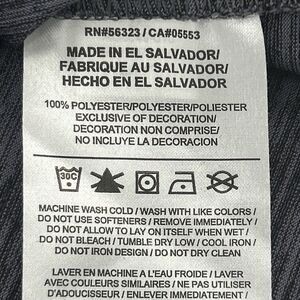 RN#56323 / CA#05553
MADE IN EL SALVADOR/
FABRIQUE AU SALVADOR/
HECHO EN EL SALVADOR
100% POLYESTER/POLYESTER/POLIESTER
EXCLUSIVE OF DECORATION/
DECORATION NON COMPRISE/
NO INCLUYE LA DECORACION
30C
MACHINE WASH COLD / WASH WITH LIKE COLORS /
DO NOT USE SOFTENERS / REMOVE IMMEDIATELY /
DO NOT ALLOW TO LAY ON ITSELF WHEN WET /
DO NOT BLEACH / TUMBLE DRY LOW / COOL IRON /
DO NOT IRON DESIGN / DO NOT DRY CLEAN
LAVER EN MACHINE A L'EAU FROIDE / LAVER
AVEC COULEURS SIMILAIRES / NE PAS UTILISER
D'ADOUCISSEUR / ENLEVER IMMEDIATEMENT /